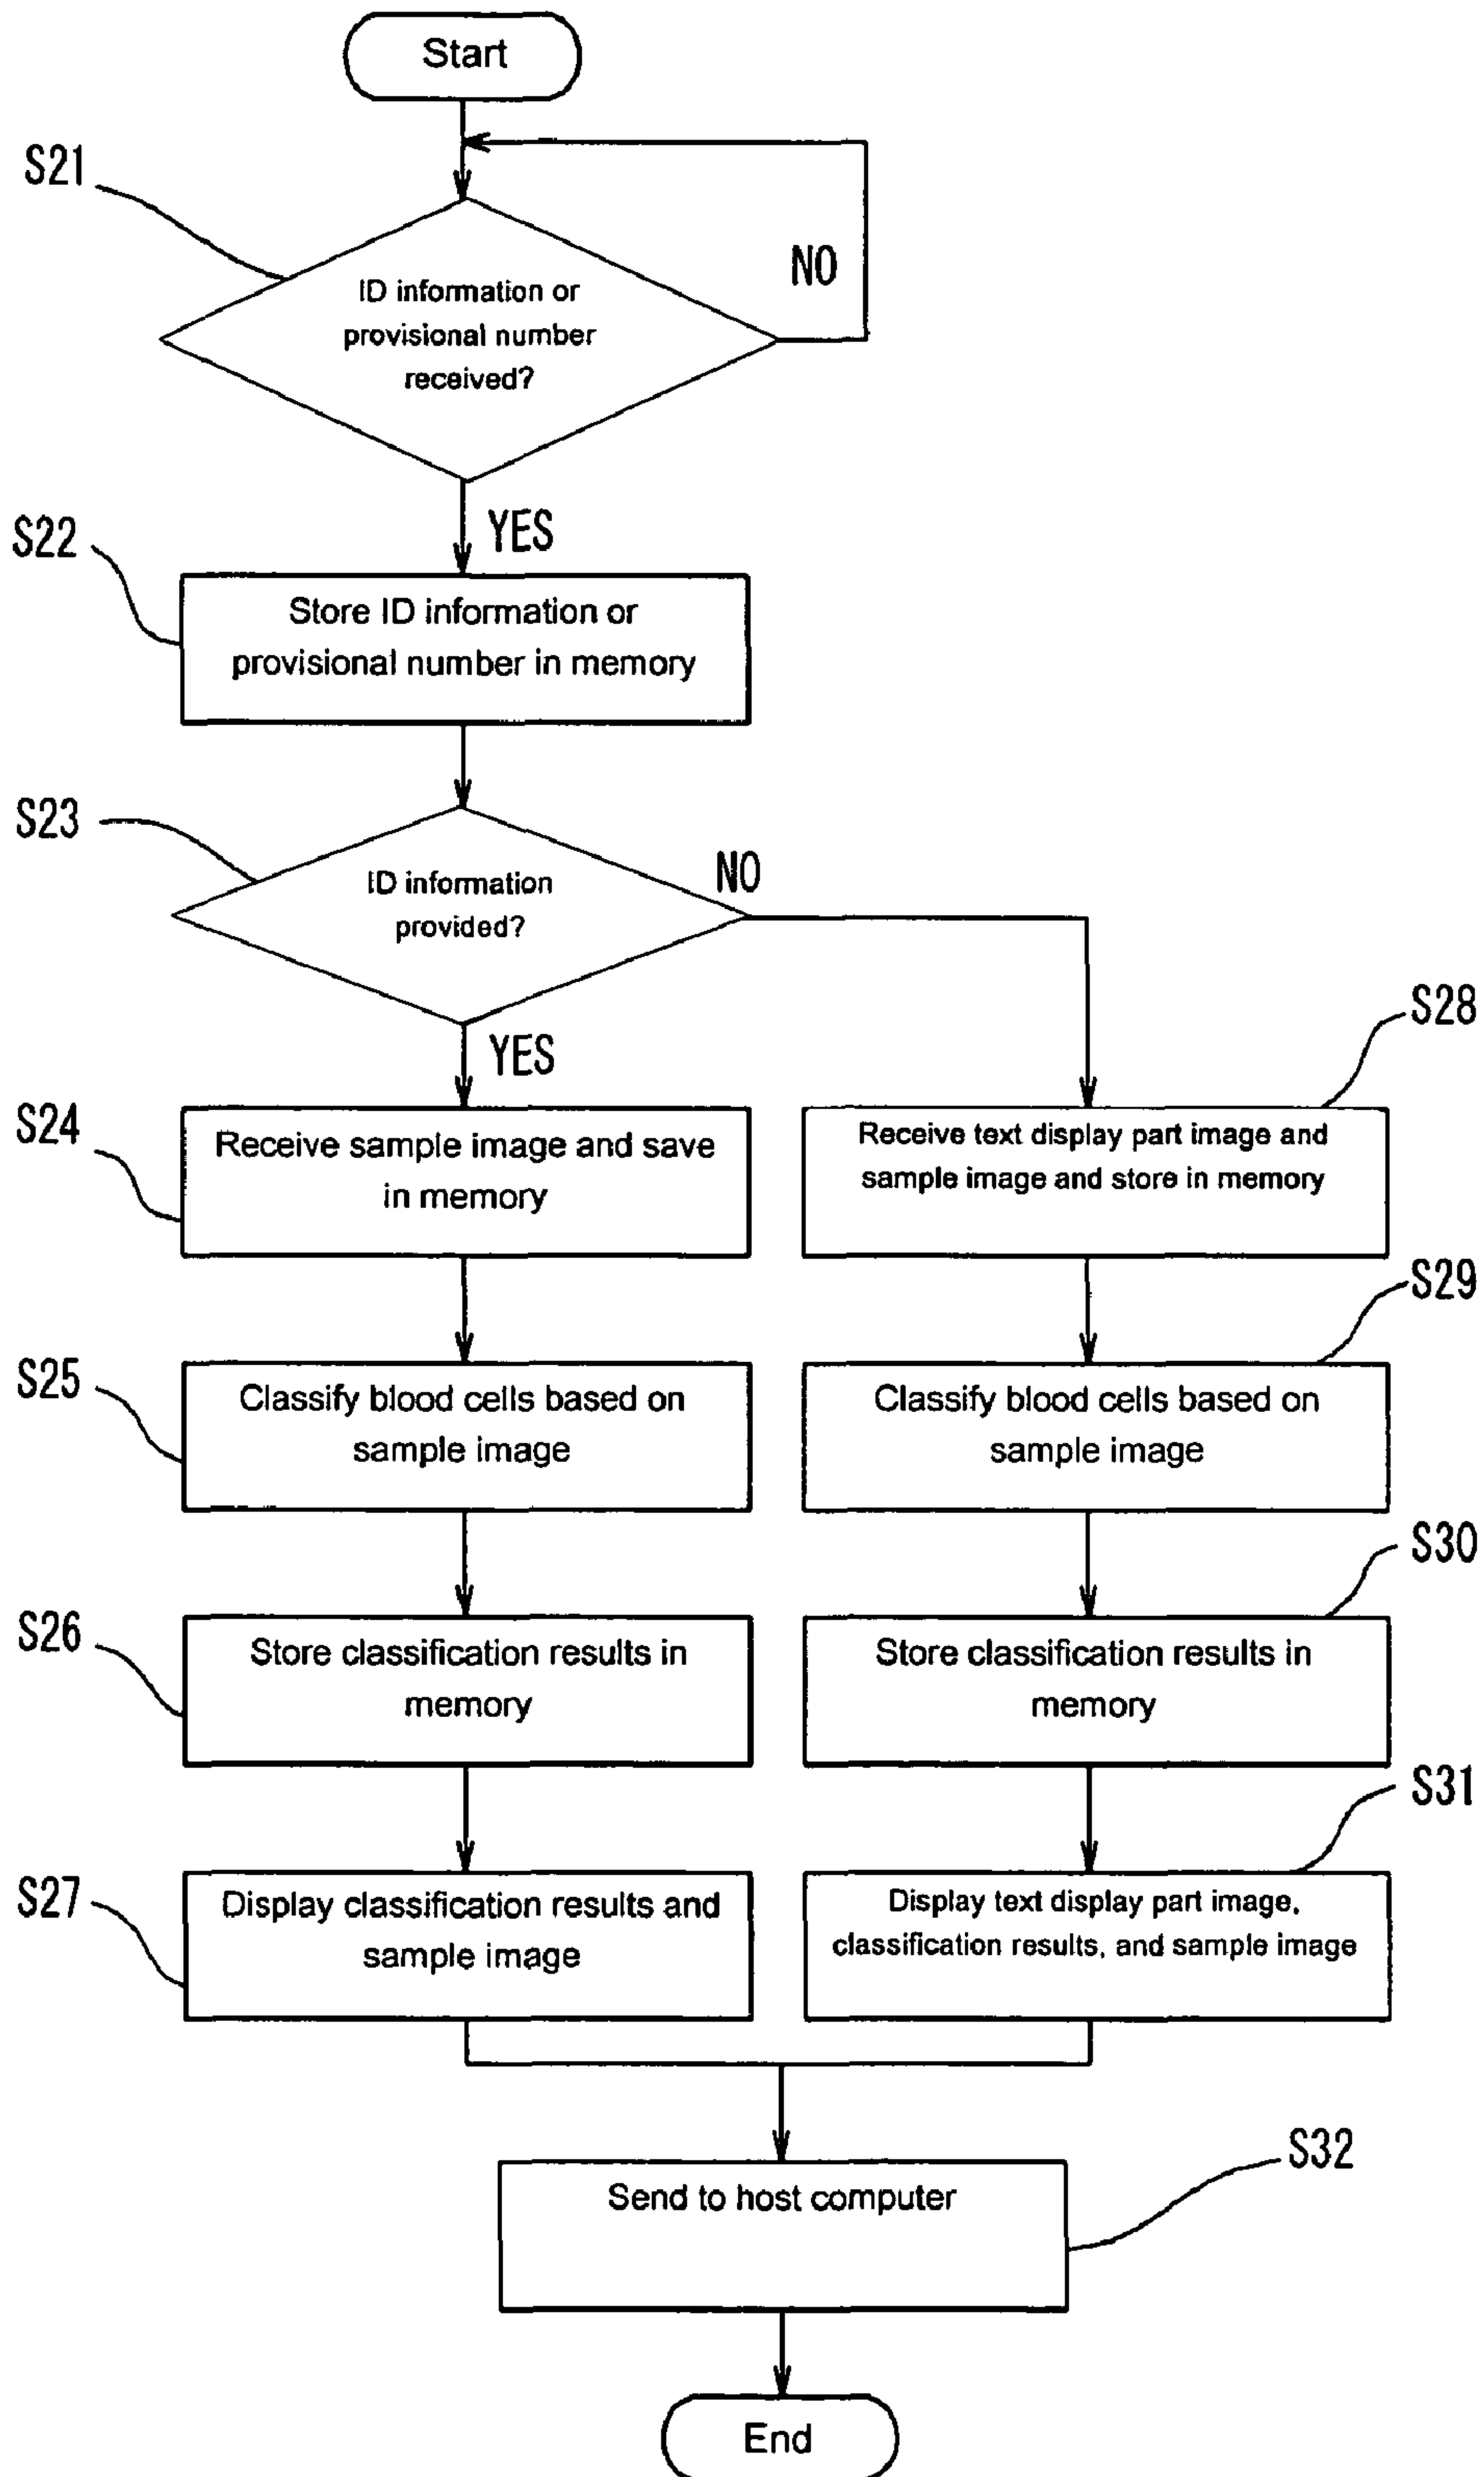 Start
S21
NO
ID information or
provisional number
received?
YES
S22
Store ID information or
provisional number in memory
S23
NO
ID information
provided?
YES
S28
S24
Receive sample image and save
in memory
Receive text display part image and
sample image and store in memory
S29
S25
Classify blood cells based on
sample image
Classify blood cells based on
sample image
S30
S26
Store classification results in
memory
Store classification results in
memory
S31
S27
Display classification results and
sample image
Display text display part image,
classification results, and sample image
S32
Send to host computer
End